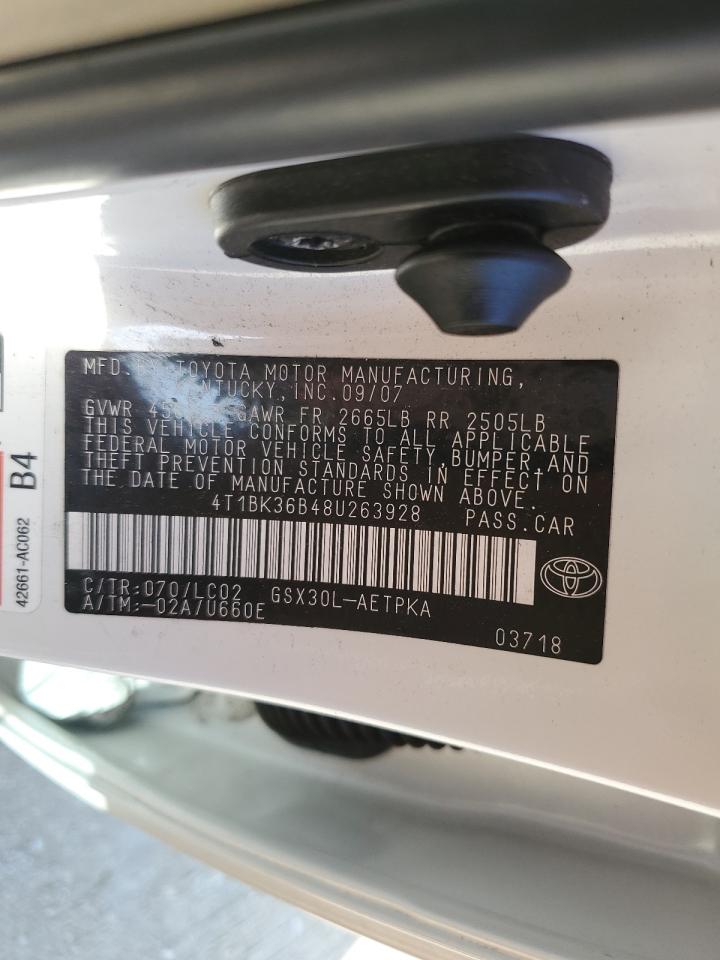 MFD. BY TOYOTA MOTOR MANUFACTURING,
KENTUCKY, INC. 09/07
GVWR GAWR FR 2665LB RR 2505LB
THIS VEHICLE CONFORMS TO ALL APPLICABLE
FEDERAL MOTOR VEHICLE SAFETY, BUMPER, AND
THEFT PREVENTION STANDARDS IN EFFECT ON
THE DATE OF MANUFACTURE SHOWN ABOVE.
4T1BK36B48U263928 PASS.CAR
C/TR: 070/LC02 GSX30L-AETPKA
A/TM:-02A/U660E
03718
B4
42661-AC062